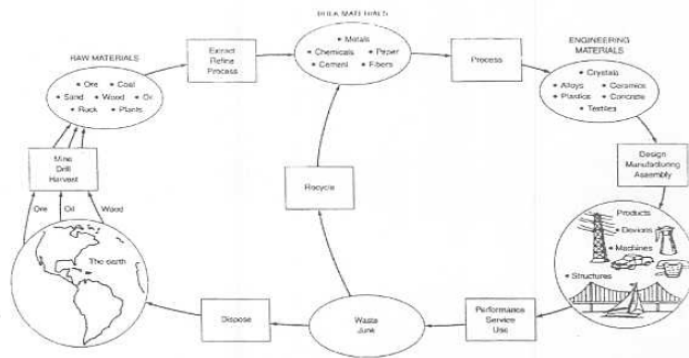 BULK MATERIALS
• Metals
• Chemicals • Paper
• Cement • Fibers
Extract
Refine
Process
Process
ENGINEERING
MATERIALS
• Crystals
• Alloys • Ceramics
• Plastics • Concrete
• Textiles
RAW MATERIALS
• Ore • Coal
• Sand • Wood • Oil
• Rock • Plants
Mine
Drill
Harvest
Recycle
Design
Manufacturing
Assembly
Ore Oil Wood
The earth
Products
• Devices
• Machines
• Structures
Dispose
Waste
Junk
Performance
Service
Use